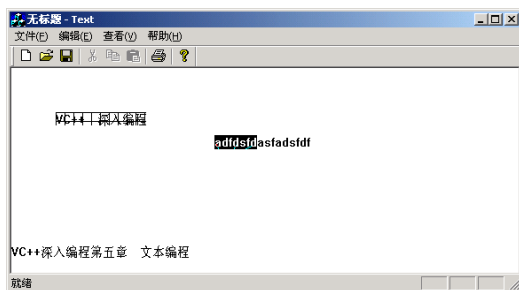 无标题 - Text
文件(F) 编辑(E) 查看(V) 帮助(H)
VC++ 深入编程
adfdsfdasfadsfdf
VC++深入编程第五章 文本编程
就绪